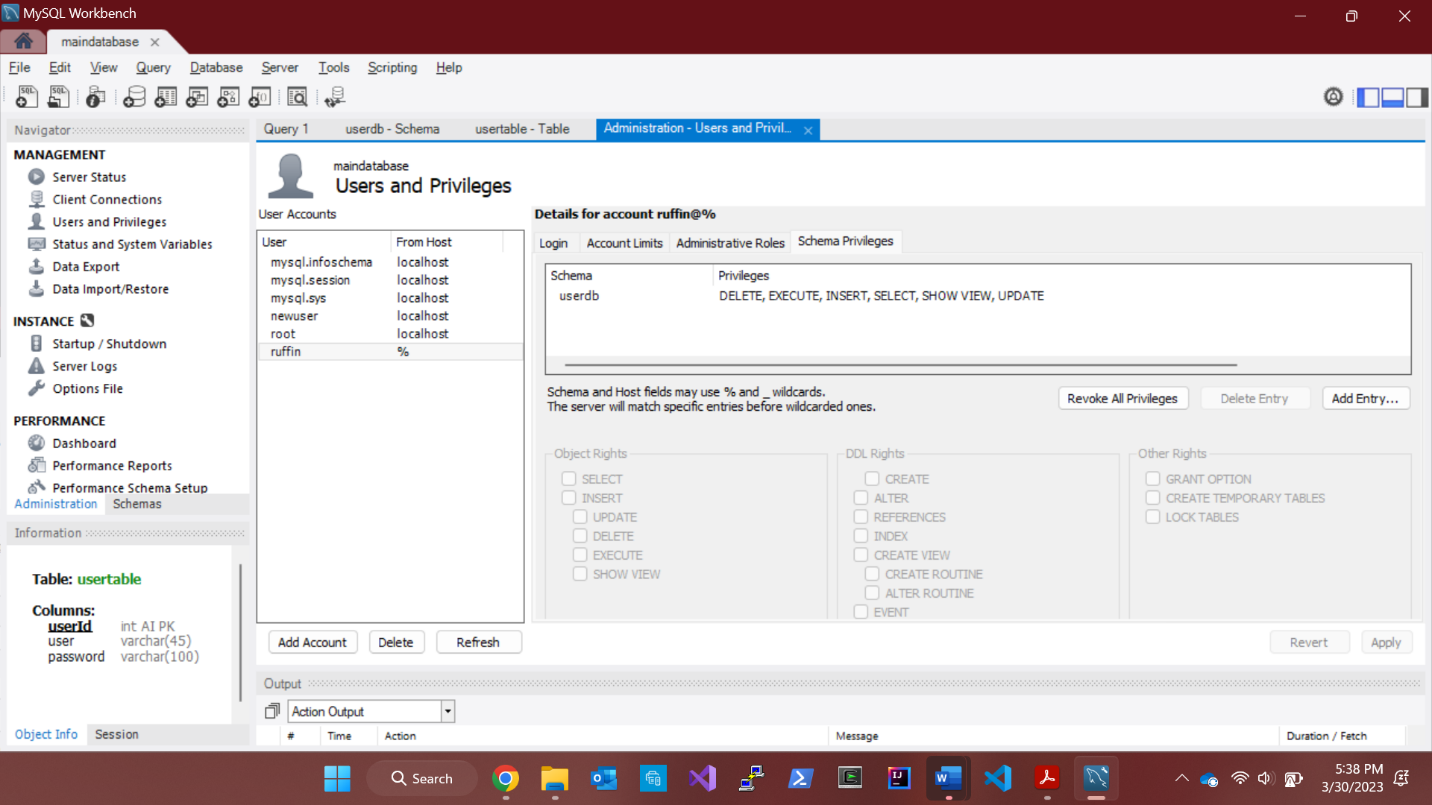 MySQL Workbench
maindatabase
File Edit View Query Database Server Tools Scripting Help
Navigator
MANAGEMENT
Server Status
Client Connections
Users and Privileges
Status and System Variables
Data Export
Data Import/Restore
INSTANCE
Startup / Shutdown
Server Logs
Options File
PERFORMANCE
Dashboard
Performance Reports
Performance Schema Setup
Administration Schemas
Information
Table: usertable
Columns:
userId int AI PK
user varchar(45)
password varchar(100)
Object Info Session
Query 1 userdb - Schema usertable - Table Administration - Users and Privil...
maindatabase
Users and Privileges
User Accounts
User From Host
mysql.infoschema localhost
mysql.session localhost
mysql.sys localhost
newuser localhost
root localhost
ruffin %
Add Account Delete Refresh
Details for account ruffin@%
Login Account Limits Administrative Roles Schema Privileges
Schema Privileges
userdb DELETE, EXECUTE, INSERT, SELECT, SHOW VIEW, UPDATE
Schema and Host fields may use % and _ wildcards.
The server will match specific entries before wildcarded ones.
Revoke All Privileges Delete Entry Add Entry...
Object Rights
SELECT
INSERT
UPDATE
DELETE
EXECUTE
SHOW VIEW
DDL Rights
CREATE
ALTER
REFERENCES
INDEX
CREATE VIEW
CREATE ROUTINE
ALTER ROUTINE
EVENT
Other Rights
GRANT OPTION
CREATE TEMPORARY TABLES
LOCK TABLES
Revert Apply
Output
Action Output
# Time Action Message Duration / Fetch
Search
5:38 PM
3/30/2023